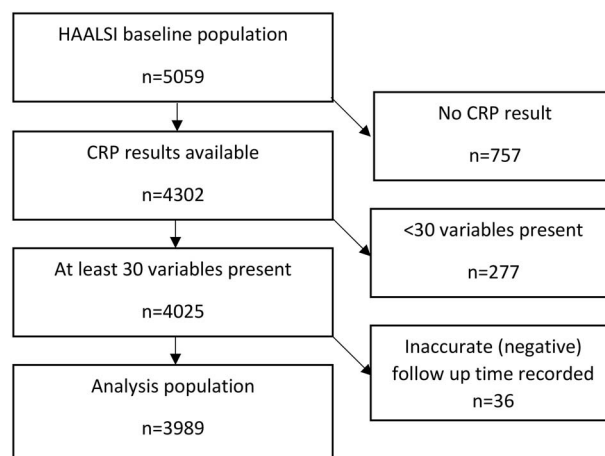 HAALSI baseline population
n=5059
No CRP result
n=757
CRP results available
n=4302
<30 variables present
n=277
At least 30 variables present
n=4025
Inaccurate (negative)
follow up time recorded
n=36
Analysis population
n=3989